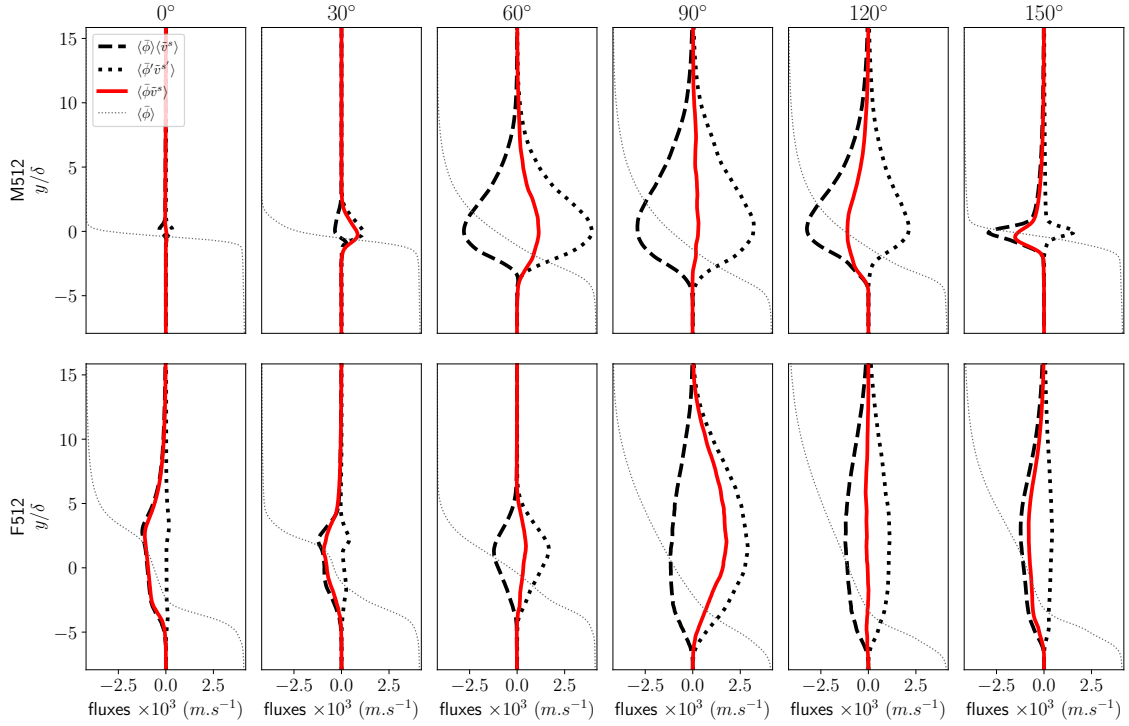 0° 30° 60° 90° 120° 150°
15
10
5
0
−5
M512
y/δ
⟨ϕ̄⟩⟨ṽˢ⟩
⟨ϕ̄′ṽˢ′⟩
⟨ϕ̄ṽˢ⟩
⟨ϕ̄⟩
15
10
5
0
−5
F512
y/δ
−2.5 0.0 2.5 −2.5 0.0 2.5 −2.5 0.0 2.5 −2.5 0.0 2.5 −2.5 0.0 2.5 −2.5 0.0 2.5
fluxes ×10³ (m.s⁻¹) fluxes ×10³ (m.s⁻¹) fluxes ×10³ (m.s⁻¹) fluxes ×10³ (m.s⁻¹) fluxes ×10³ (m.s⁻¹) fluxes ×10³ (m.s⁻¹)